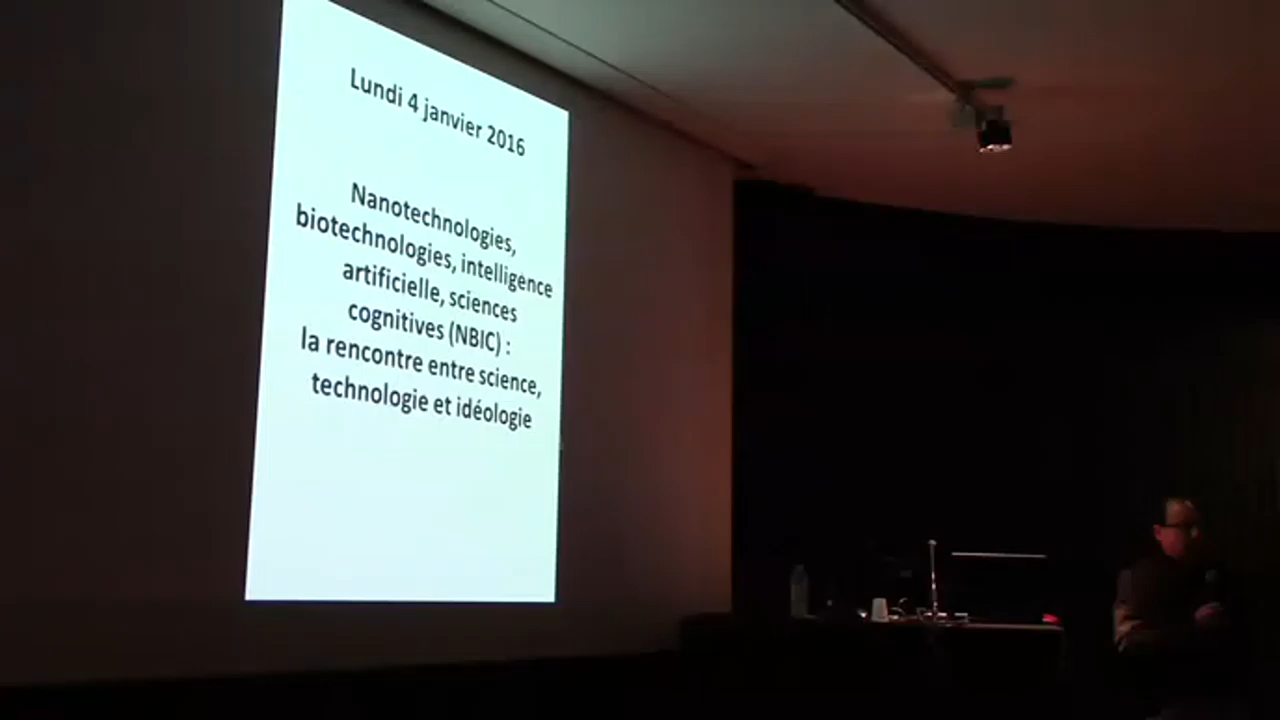 Lundi 4 janvier 2016
Nanotechnologies,
biotechnologies, intelligence
artificielle, sciences
cognitives (NBIC) :
la rencontre entre science,
technologie et idéologie